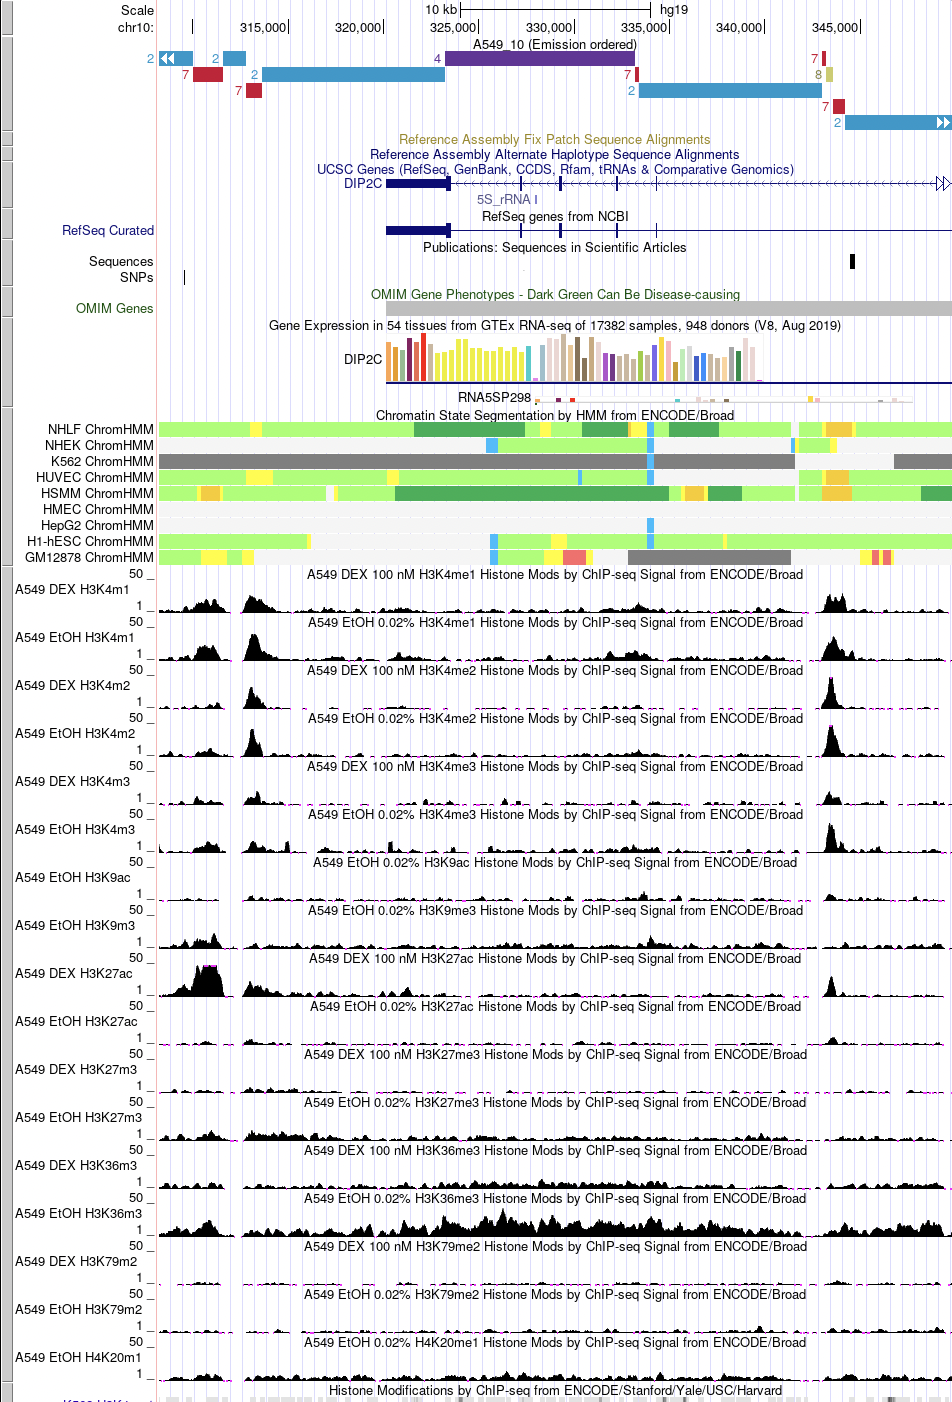 Scale 10 kb hg19
chr10: 315,000 320,000 325,000 330,000 335,000 340,000 345,000
A549_10 (Emission ordered)
2 2 4 7
7 2 7 8
7 2
7
2
Reference Assembly Fix Patch Sequence Alignments
Reference Assembly Alternate Haplotype Sequence Alignments
UCSC Genes (RefSeq, GenBank, CCDS, Rfam, tRNAs & Comparative Genomics)
DIP2C
5S_rRNA
RefSeq genes from NCBI
RefSeq Curated
Publications: Sequences in Scientific Articles
Sequences
SNPs
OMIM Gene Phenotypes - Dark Green Can Be Disease-causing
OMIM Genes
Gene Expression in 54 tissues from GTEx RNA-seq of 17382 samples, 948 donors (V8, Aug 2019)
DIP2C
RNA5SP298
Chromatin State Segmentation by HMM from ENCODE/Broad
NHLF ChromHMM
NHEK ChromHMM
K562 ChromHMM
HUVEC ChromHMM
HSMM ChromHMM
HMEC ChromHMM
HepG2 ChromHMM
H1-hESC ChromHMM
GM12878 ChromHMM
50 _ A549 DEX 100 nM H3K4me1 Histone Mods by ChIP-seq Signal from ENCODE/Broad
A549 DEX H3K4m1
1 _
50 _ A549 EtOH 0.02% H3K4me1 Histone Mods by ChIP-seq Signal from ENCODE/Broad
A549 EtOH H3K4m1
1 _
50 _ A549 DEX 100 nM H3K4me2 Histone Mods by ChIP-seq Signal from ENCODE/Broad
A549 DEX H3K4m2
1 _
50 _ A549 EtOH 0.02% H3K4me2 Histone Mods by ChIP-seq Signal from ENCODE/Broad
A549 EtOH H3K4m2
1 _
50 _ A549 DEX 100 nM H3K4me3 Histone Mods by ChIP-seq Signal from ENCODE/Broad
A549 DEX H3K4m3
1 _
50 _ A549 EtOH 0.02% H3K4me3 Histone Mods by ChIP-seq Signal from ENCODE/Broad
A549 EtOH H3K4m3
1 _
50 _ A549 EtOH 0.02% H3K9ac Histone Mods by ChIP-seq Signal from ENCODE/Broad
A549 EtOH H3K9ac
1 _
50 _ A549 EtOH 0.02% H3K9me3 Histone Mods by ChIP-seq Signal from ENCODE/Broad
A549 EtOH H3K9m3
1 _
50 _ A549 DEX 100 nM H3K27ac Histone Mods by ChIP-seq Signal from ENCODE/Broad
A549 DEX H3K27ac
1 _
50 _ A549 EtOH 0.02% H3K27ac Histone Mods by ChIP-seq Signal from ENCODE/Broad
A549 EtOH H3K27ac
1 _
50 _ A549 DEX 100 nM H3K27me3 Histone Mods by ChIP-seq Signal from ENCODE/Broad
A549 DEX H3K27m3
1 _
50 _ A549 EtOH 0.02% H3K27me3 Histone Mods by ChIP-seq Signal from ENCODE/Broad
A549 EtOH H3K27m3
1 _
50 _ A549 DEX 100 nM H3K36me3 Histone Mods by ChIP-seq Signal from ENCODE/Broad
A549 DEX H3K36m3
1 _
50 _ A549 EtOH 0.02% H3K36me3 Histone Mods by ChIP-seq Signal from ENCODE/Broad
A549 EtOH H3K36m3
1 _
50 _ A549 DEX 100 nM H3K79me2 Histone Mods by ChIP-seq Signal from ENCODE/Broad
A549 DEX H3K79m2
1 _
50 _ A549 EtOH 0.02% H3K79me2 Histone Mods by ChIP-seq Signal from ENCODE/Broad
A549 EtOH H3K79m2
1 _
50 _ A549 EtOH 0.02% H4K20me1 Histone Mods by ChIP-seq Signal from ENCODE/Broad
A549 EtOH H4K20m1
1 _
Histone Modifications by ChIP-seq from ENCODE/Stanford/Yale/USC/Harvard